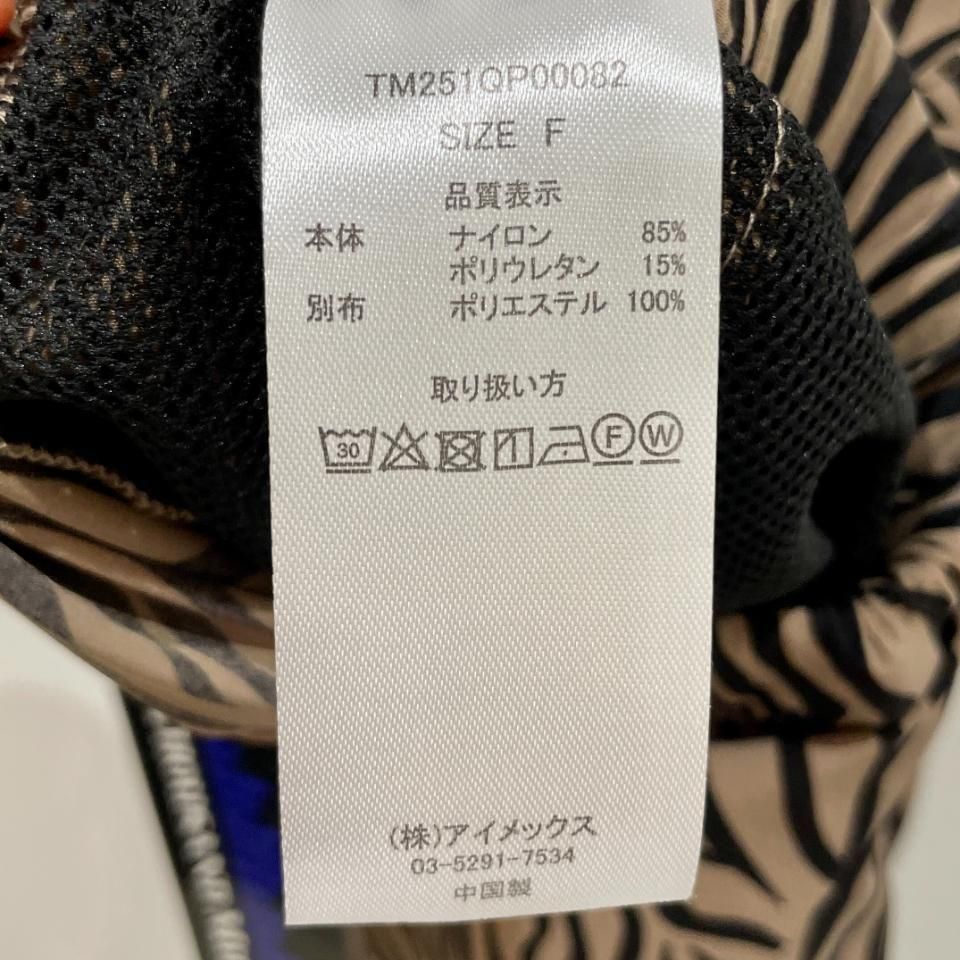 TM251QP00082
SIZE F
品質表示
本体 ナイロン 85%
ポリウレタン 15%
別布 ポリエステル 100%
取り扱い方
30 F W
(株)アイメックス
03-5291-7534
中国製